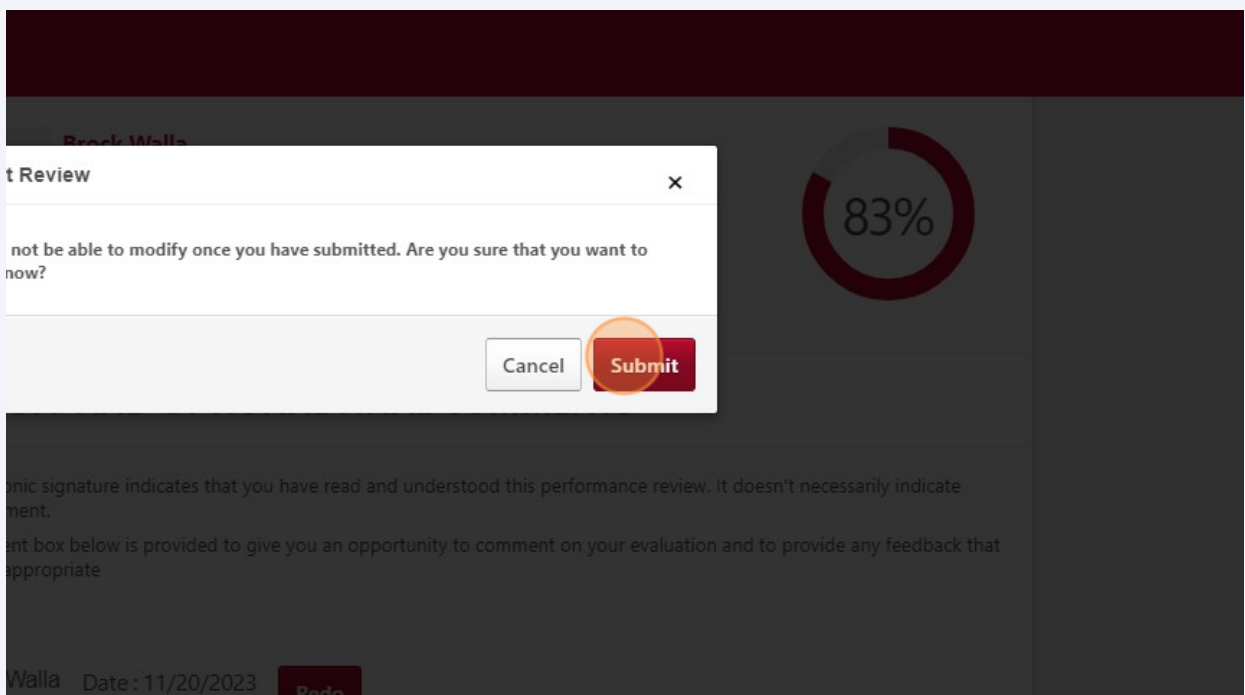 Brock Walla
t Review ×
83%
not be able to modify once you have submitted. Are you sure that you want to
now?
Cancel Submit
onic signature indicates that you have read and understood this performance review. It doesn't necessarily indicate
ment.
ent box below is provided to give you an opportunity to comment on your evaluation and to provide any feedback that
appropriate
Walla Date : 11/20/2023 Redo